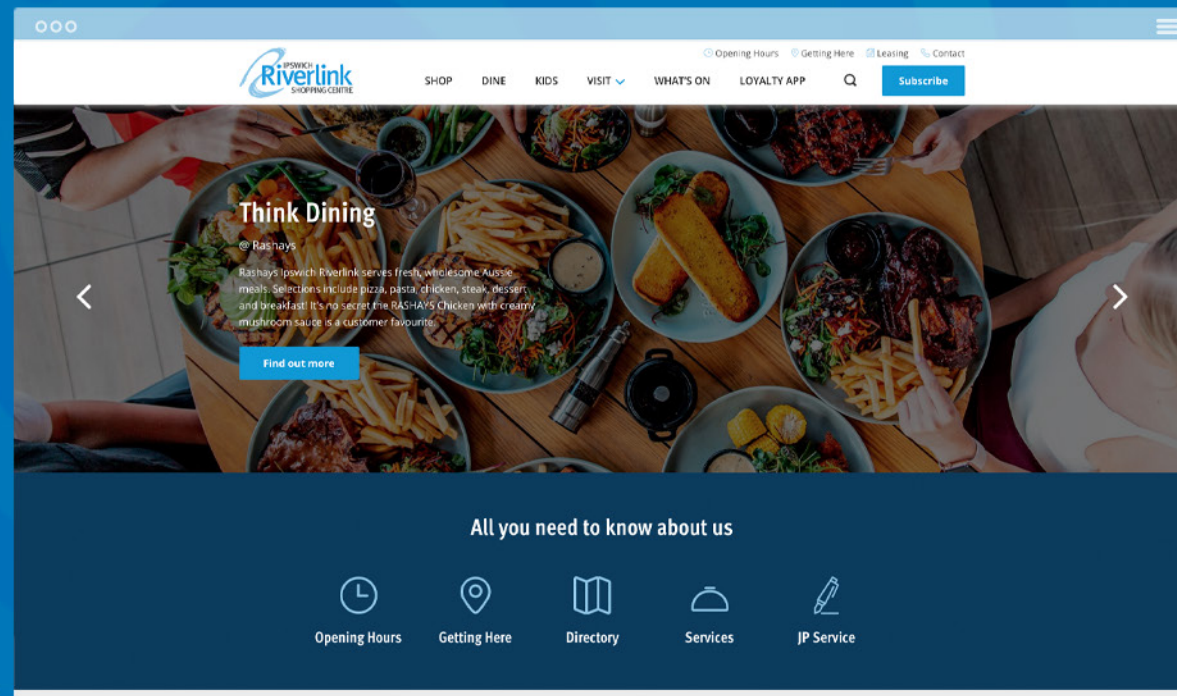 Opening Hours Getting Here Leasing Contact
IPSWICH
Riverlink
SHOPPING CENTRE
SHOP DINE KIDS VISIT WHAT'S ON LOYALTY APP Subscribe
Think Dining
@ Rashays
Rashays Ipswich Riverlink serves fresh, wholesome Aussie
meals. Selections include pizza, pasta, chicken, steak, dessert
and breakfast! It's no secret the RASHAYS Chicken with creamy
mushroom sauce is a customer favourite.
Find out more
All you need to know about us
Opening Hours Getting Here Directory Services JP Service